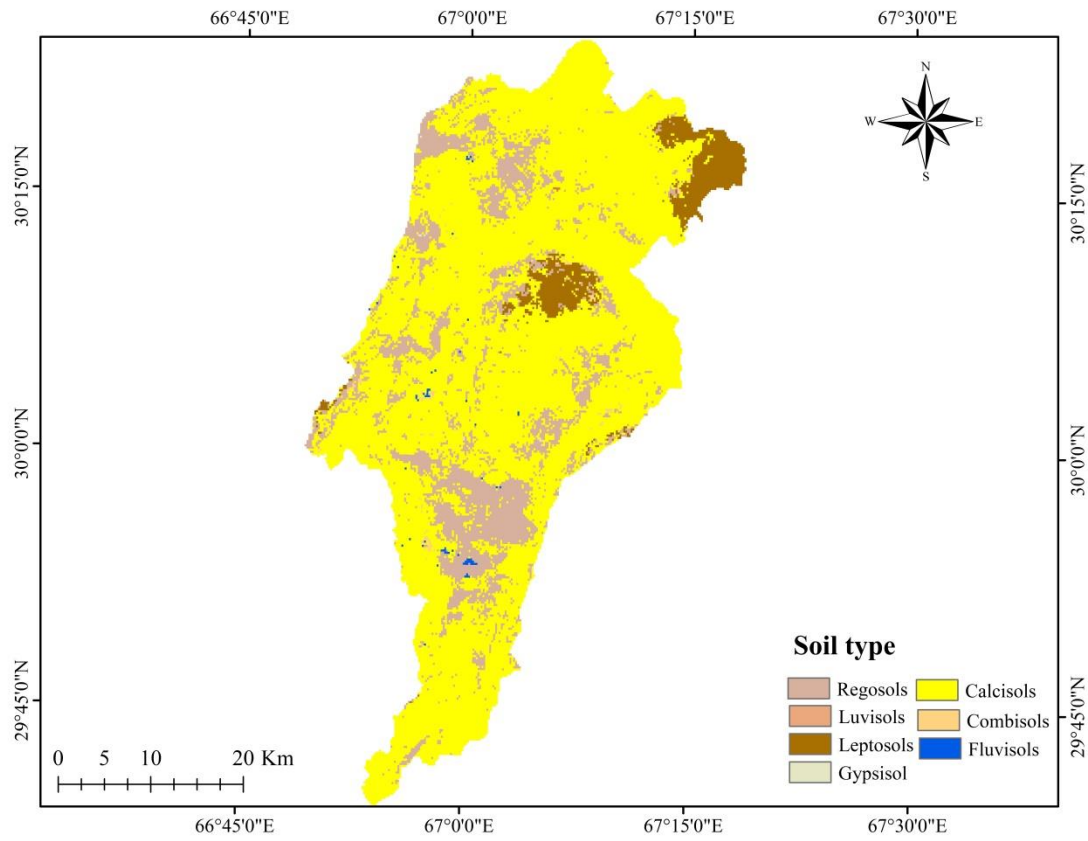 66°45'0"E 67°0'0"E 67°15'0"E 67°30'0"E
N
W E
S
30°15'0"N
30°15'0"N
30°0'0"N
30°0'0"N
Soil type
Regosols Calcisols
Luvisols Combisols
Leptosols Fluvisols
Gypsisol
29°45'0"N
29°45'0"N
0 5 10 20 Km
66°45'0"E 67°0'0"E 67°15'0"E 67°30'0"E